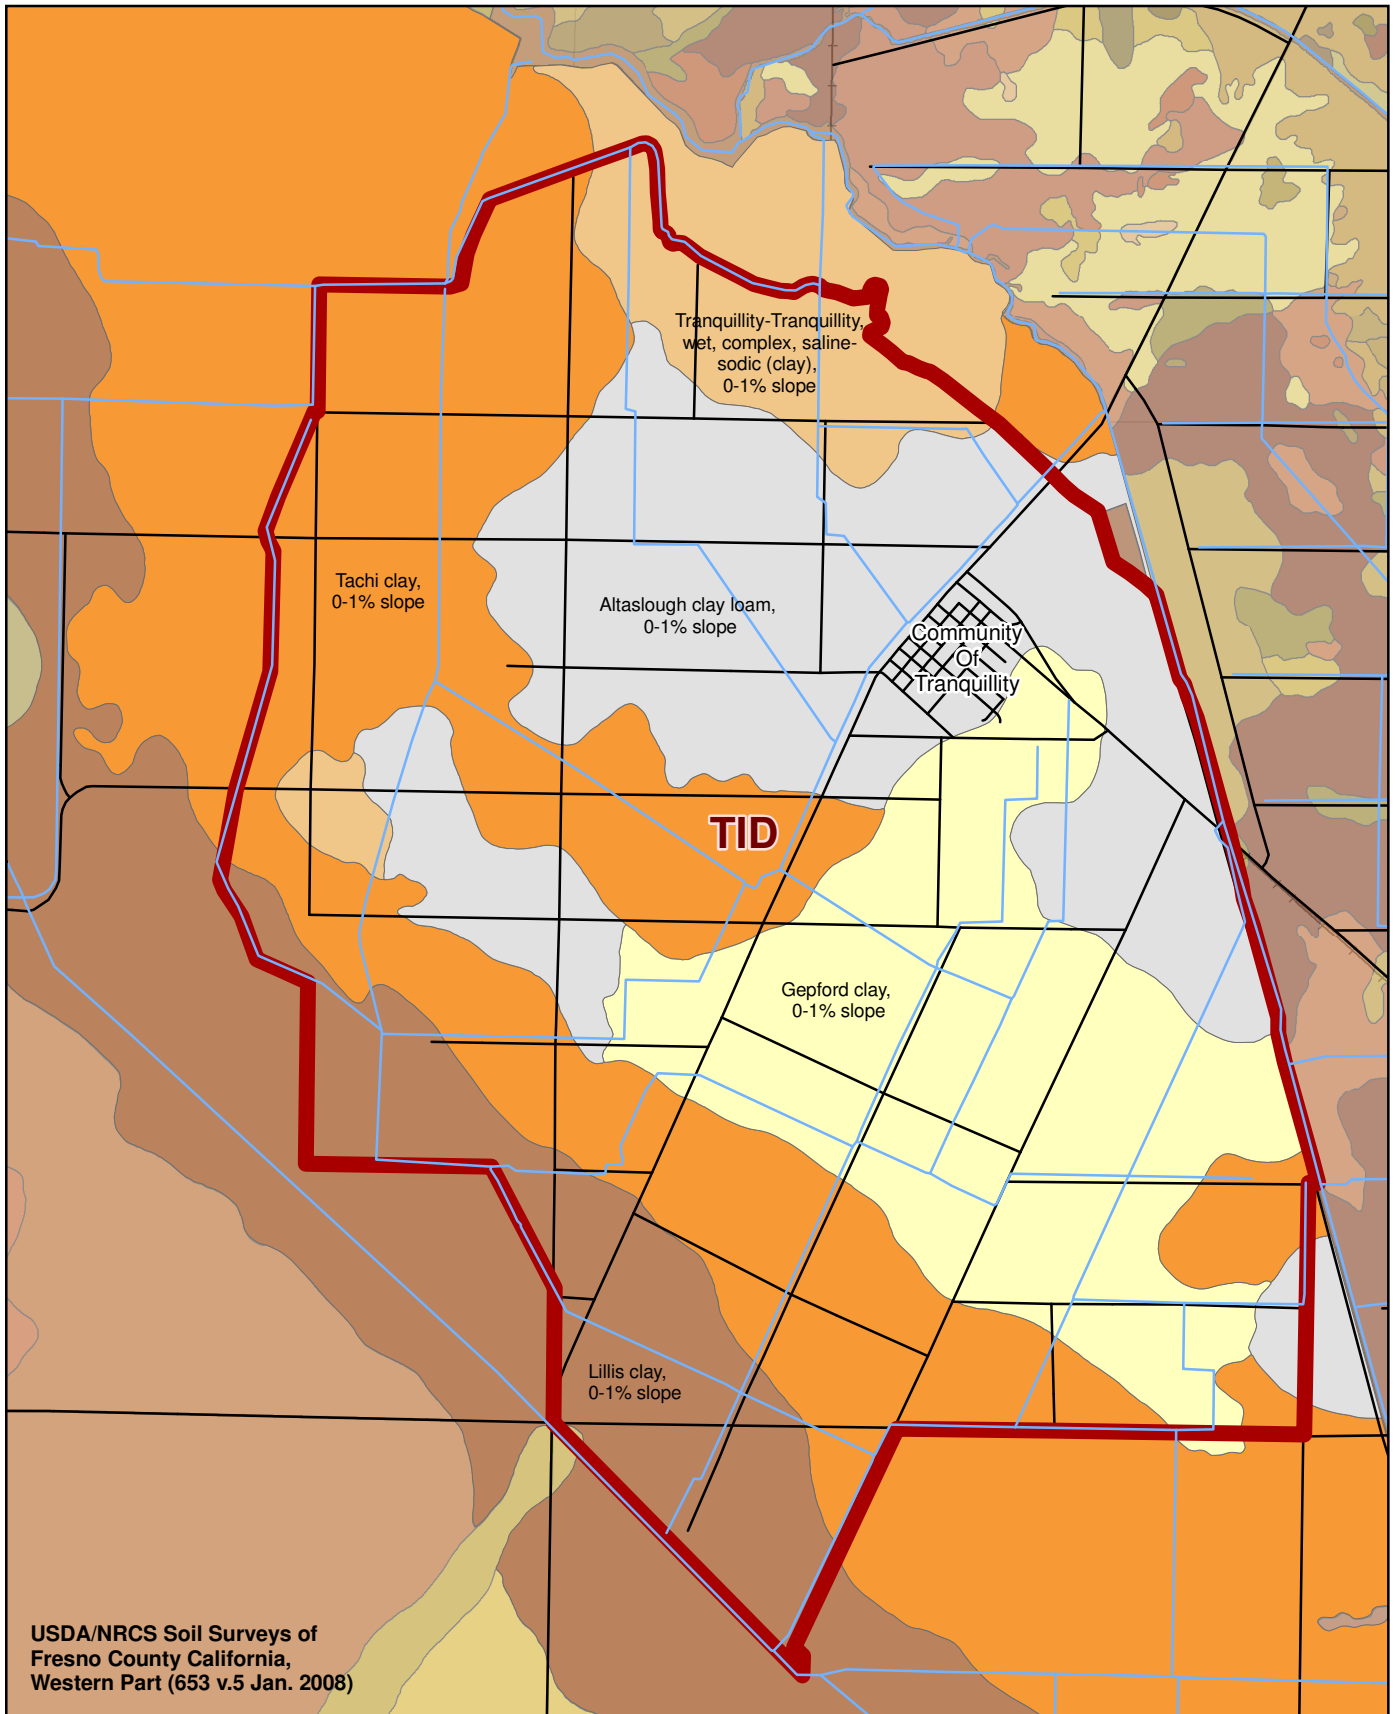 Tranquillity-Tranquillity,
wet, complex, saline-
sodic (clay),
0-1% slope
Tachi clay,
0-1% slope
Altaslough clay loam,
0-1% slope
Community
Of
Tranquillity
TID
Gepford clay,
0-1% slope
Lillis clay,
0-1% slope
USDA/NRCS Soil Surveys of
Fresno County California,
Western Part (653 v.5 Jan. 2008)